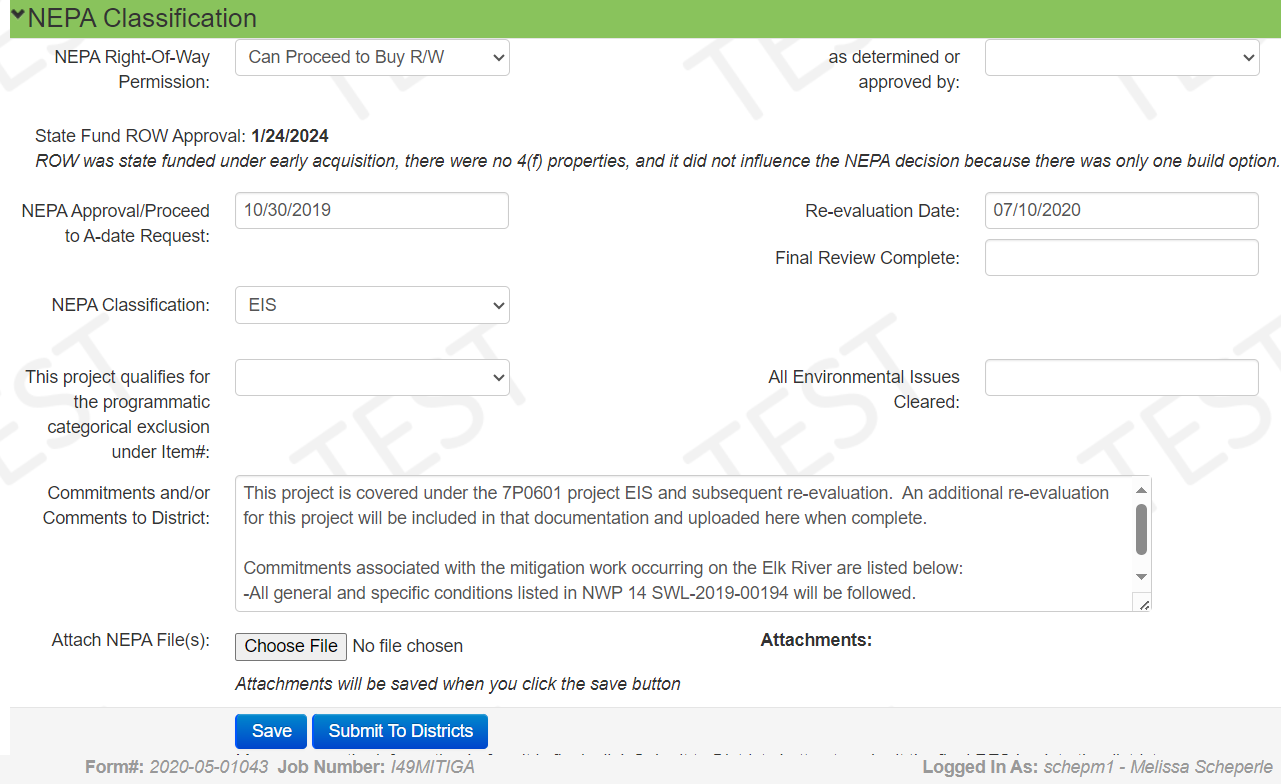 NEPA Classification
NEPA Right-Of-Way Permission: Can Proceed to Buy R/W
as determined or approved by:
State Fund ROW Approval: 1/24/2024
ROW was state funded under early acquisition, there were no 4(f) properties, and it did not influence the NEPA decision because there was only one build option.
NEPA Approval/Proceed to A-date Request: 10/30/2019
Re-evaluation Date: 07/10/2020
Final Review Complete:
NEPA Classification: EIS
This project qualifies for the programmatic categorical exclusion under Item#:
All Environmental Issues Cleared:
Commitments and/or Comments to District:
This project is covered under the 7P0601 project EIS and subsequent re-evaluation. An additional re-evaluation
for this project will be included in that documentation and uploaded here when complete.
Commitments associated with the mitigation work occurring on the Elk River are listed below:
-All general and specific conditions listed in NWP 14 SWL-2019-00194 will be followed.
Attach NEPA File(s): Choose File No file chosen
Attachments:
Attachments will be saved when you click the save button
Save Submit To Districts
Form#: 2020-05-01043 Job Number: I49MITIGA
Logged In As: schepm1 - Melissa Scheperle
TEST
TEST
TEST
TEST